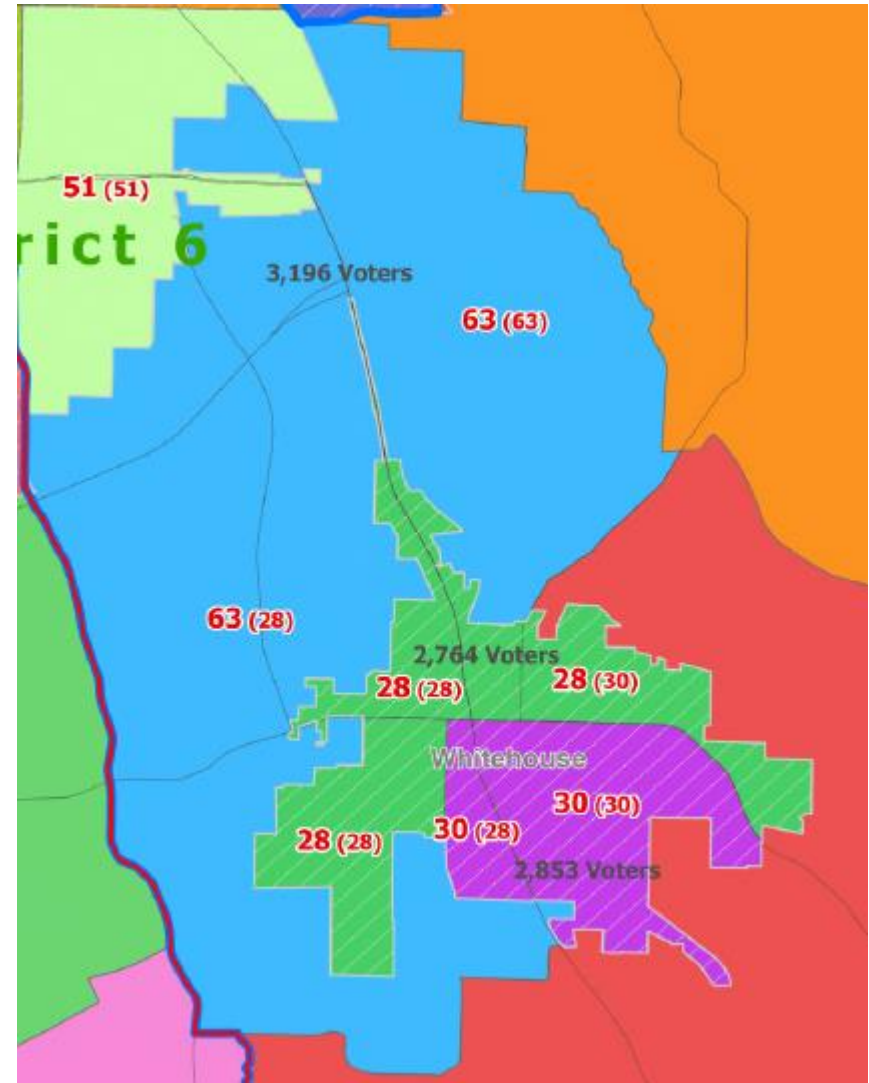 51 (51)
rict 6
3,196 Voters
63 (63)
63 (28)
2,764 Voters
28 (28)
28 (30)
Whitehouse
30 (30)
28 (28)
30 (28)
2,853 Voters